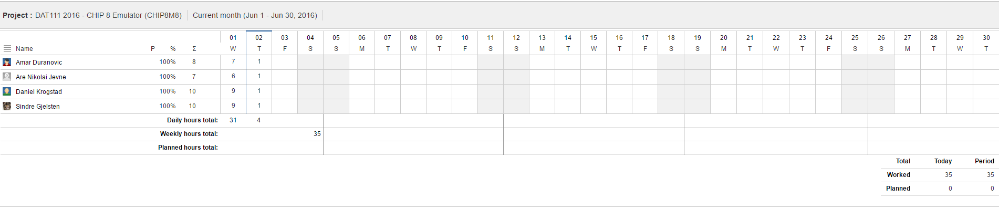 Project : DAT111 2016 - CHIP 8 Emulator (CHIP8M8) Current month (Jun 1 - Jun 30, 2016)
01 02 03 04 05 06 07 08 09 10 11 12 13 14 15 16 17 18 19 20 21 22 23 24 25 26 27 28 29 30
Name P % Σ W T F S S M T W T F S S M T W T F S S M T W T F S S M T W T
Amar Duranovic 100% 8 7 1
Are Nikolai Jevne 100% 7 6 1
Daniel Krogstad 100% 10 9 1
Sindre Gjelsten 100% 10 9 1
Daily hours total: 31 4
Weekly hours total: 35
Planned hours total:
Total Today Period
Worked 35 35
Planned 0 0